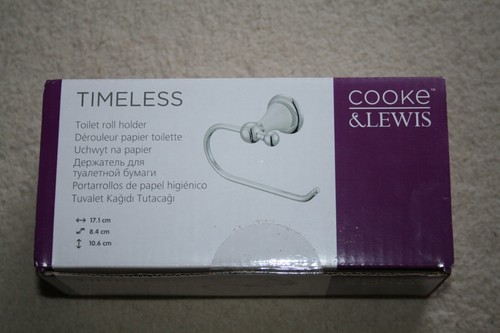 TIMELESS
Toilet roll holder
Dérouleur papier toilette
Uchwyt na papier
Держатель для
туалетной бумаги
Portarrollos de papel higiénico
Tuvalet Kağıdı Tutacağı
17.1 cm
8.4 cm
10.6 cm
COOKE™
&LEWIS